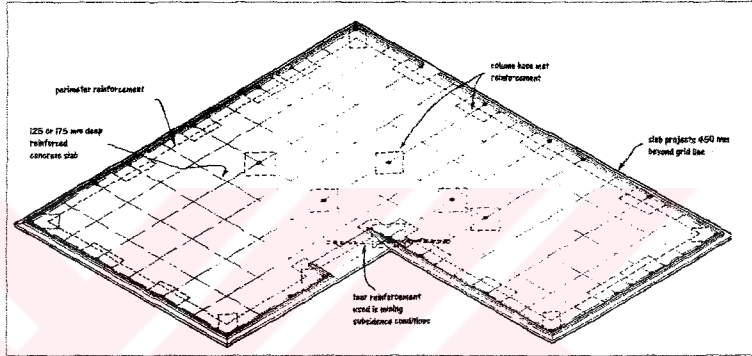 column base mat
reinforcement
perimeter reinforcement
125 or 175 mm deep
reinforced
concrete slab
slab projects 450 mm
beyond grid line
tear reinforcement
used in mining
subsidence conditions